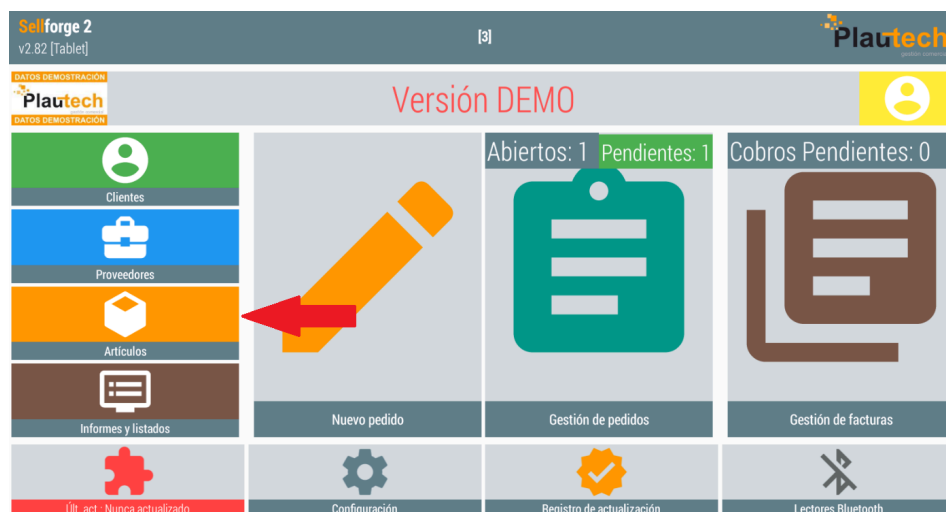 Sellforge 2
v2.82 [Tablet]
[3]
Plautech
DATOS DEMOSTRACIÓN
Plautech
DATOS DEMOSTRACIÓN
Versión DEMO
Clientes
Proveedores
Artículos
Informes y listados
Nuevo pedido
Abiertos: 1
Pendientes: 1
Gestión de pedidos
Cobros Pendientes: 0
Gestión de facturas
Últ. act.: Nunca actualizado
Configuración
Registro de actualización
Lectores Bluetooth